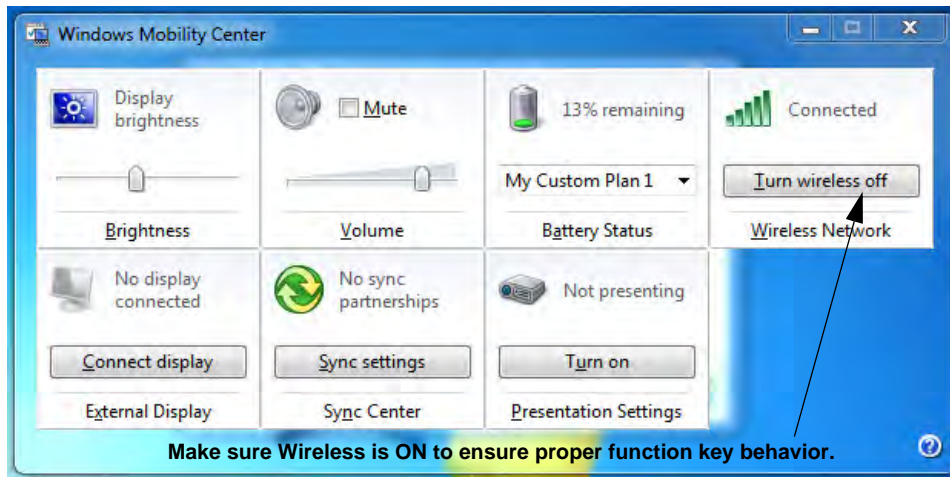 Windows Mobility Center
Display
brightness
Brightness
Mute
Volume
13% remaining
My Custom Plan 1
Battery Status
Connected
Turn wireless off
Wireless Network
No display
connected
Connect display
External Display
No sync
partnerships
Sync settings
Sync Center
Not presenting
Turn on
Presentation Settings
Make sure Wireless is ON to ensure proper function key behavior.